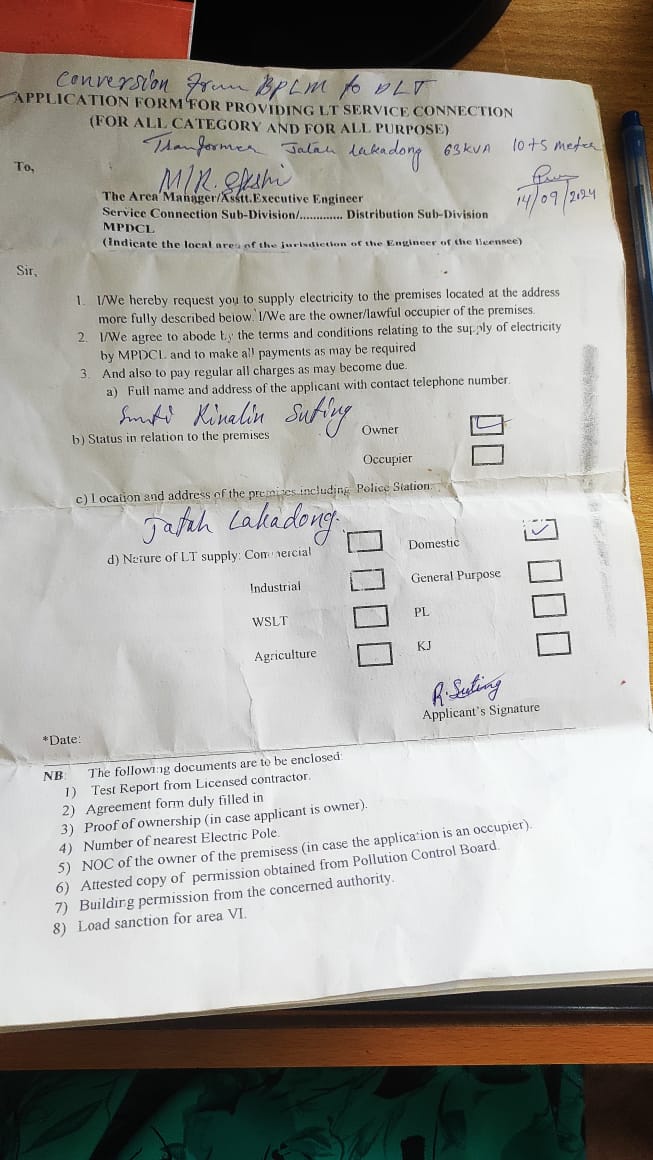 Conversion from BPLM to DLT
APPLICATION FORM FOR PROVIDING LT SERVICE CONNECTION
(FOR ALL CATEGORY AND FOR ALL PURPOSE)
Transformer Jalah Lakadong 63 KVA 10+5 meter
To,
M/R.
14/09/2024
The Area Manager/Asstt.Executive Engineer
Service Connection Sub-Division/............. Distribution Sub-Division
MPDCL
(Indicate the local area of the jurisdiction of the Engineer of the licensee)
Sir,
1. I/We hereby request you to supply electricity to the premises located at the address
more fully described below. I/We are the owner/lawful occupier of the premises.
2. I/We agree to abode by the terms and conditions relating to the supply of electricity
by MPDCL and to make all payments as may be required
3. And also to pay regular all charges as may become due.
a) Full name and address of the applicant with contact telephone number.
Smti Rinalin Suting
b) Status in relation to the premises Owner
Occupier
c) Location and address of the premises including Police Station:
Jatah Lakadong.
d) Nature of LT supply: Commercial Domestic
Industrial General Purpose
WSLT PL
Agriculture KJ
R. Suting
Applicant's Signature
*Date:
NB: The following documents are to be enclosed:
1) Test Report from Licensed contractor.
2) Agreement form duly filled in
3) Proof of ownership (in case applicant is owner).
4) Number of nearest Electric Pole.
5) NOC of the owner of the premisess (in case the application is an occupier).
6) Attested copy of permission obtained from Pollution Control Board.
7) Building permission from the concerned authority.
8) Load sanction for area VI.